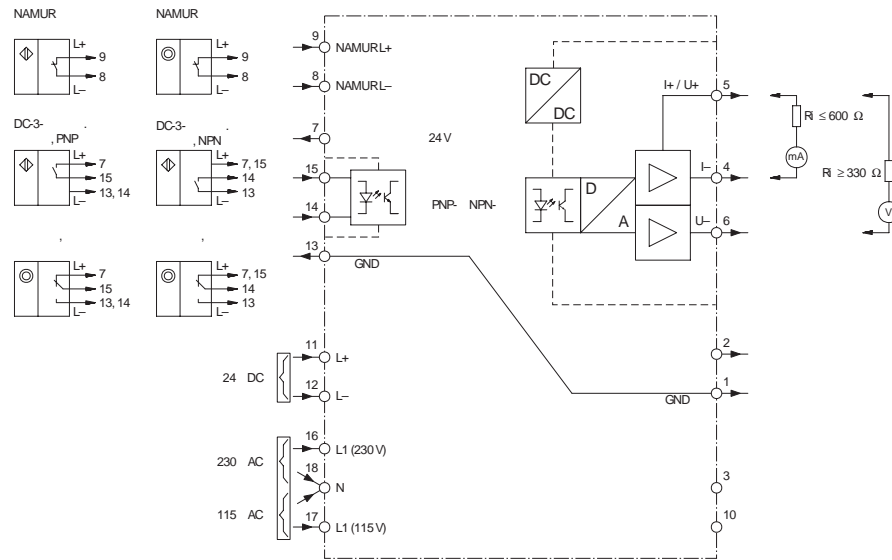 NAMUR
NAMUR
L+
9
8
L–
L+
9
8
L–
DC-3- .
, PNP
DC-3- .
, NPN
L+
7
15
13, 14
L–
L+
7, 15
14
13
L–
,
,
L+
7
15
13, 14
L–
L+
7, 15
14
13
L–
9
NAMUR L+
8
NAMUR L–
7
24 V
15
14
PNP- NPN-
13
GND
11
L+
24 DC
12
L–
16
L1 (230 V)
230 AC
18
N
115 AC
17
L1 (115 V)
DC
DC
D
A
I+ / U+
5
I–
4
U–
6
Ri ≤ 600 Ω
mA
Ri ≥ 330 Ω
V
2
1
GND
3
10